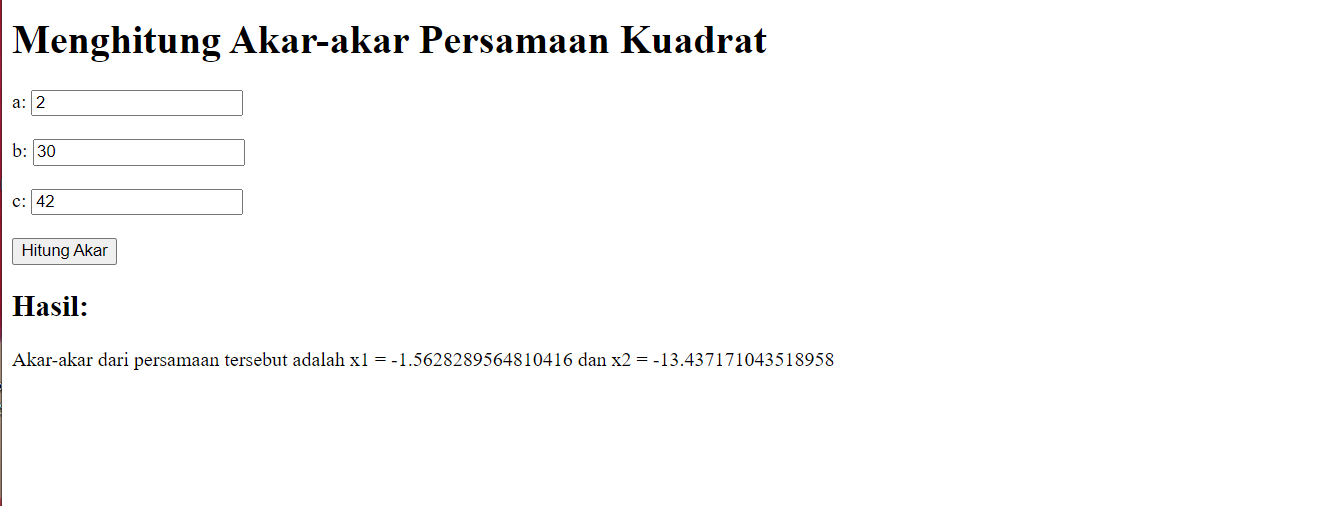 Menghitung Akar-akar Persamaan Kuadrat
a: 2
b: 30
c: 42
Hitung Akar
Hasil:
Akar-akar dari persamaan tersebut adalah x1 = -1.5628289564810416 dan x2 = -13.437171043518958